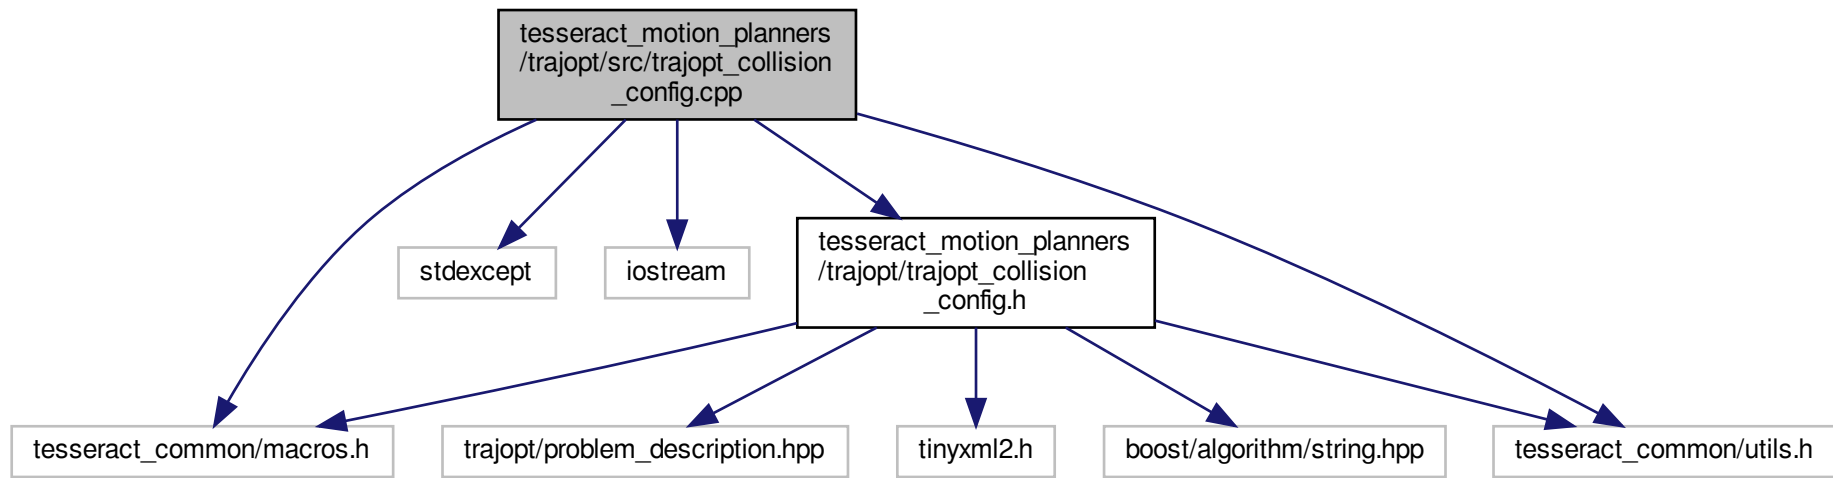 tesseract_motion_planners
/trajopt/src/trajopt_collision
_config.cpp
stdexcept
iostream
tesseract_motion_planners
/trajopt/trajopt_collision
_config.h
tesseract_common/macros.h
trajopt/problem_description.hpp
tinyxml2.h
boost/algorithm/string.hpp
tesseract_common/utils.h